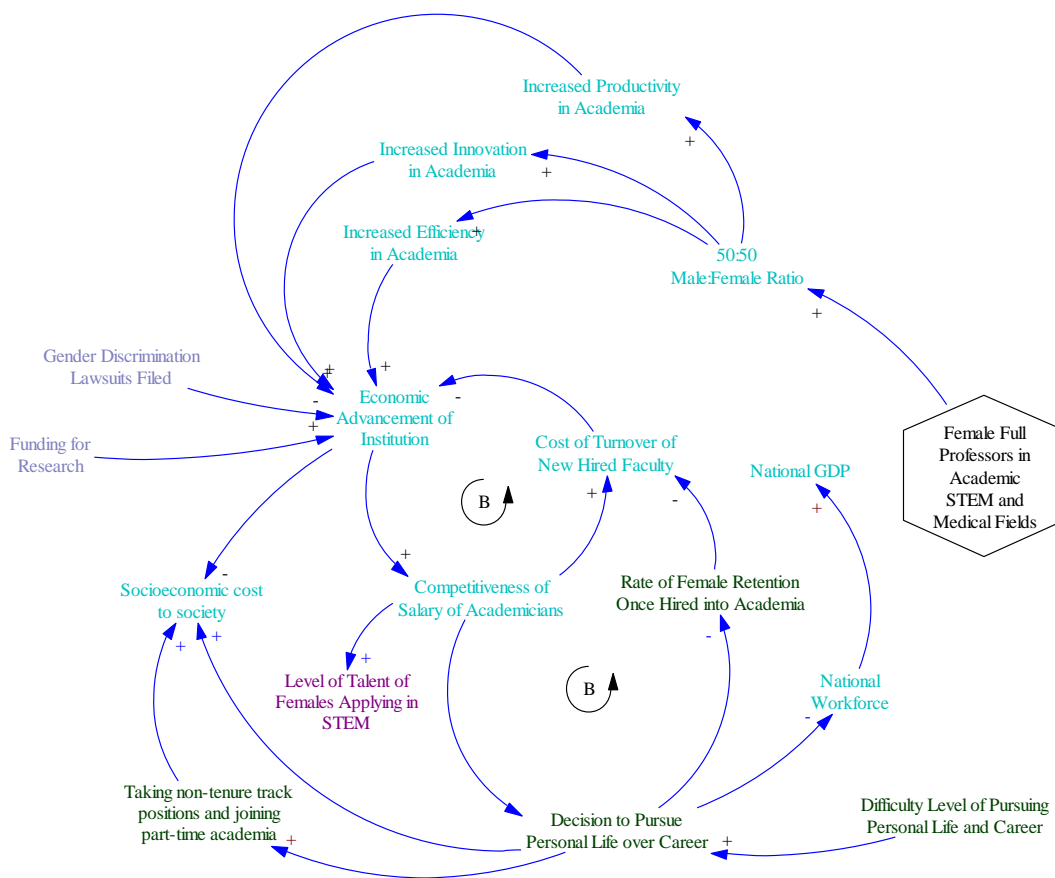 Increased Productivity
in Academia
+
Increased Innovation
in Academia
+
Increased Efficiency
in Academia
+
50:50
Male:Female Ratio
+
Gender Discrimination
Lawsuits Filed
-
Funding for
Research
+
+
+
+
Economic
Advancement of
Institution
-
Cost of Turnover of
New Hired Faculty
+
-
National GDP
+
Female Full
Professors in
Academic
STEM and
Medical Fields
B
+
-
Socioeconomic cost
to society
+
+
Competitiveness of
Salary of Academicians
Rate of Female Retention
Once Hired into Academia
-
+
Level of Talent of
Females Applying in
STEM
B
National
Workforce
-
Taking non-tenure track
positions and joining
part-time academia
+
Decision to Pursue
Personal Life over Career
+
Difficulty Level of Pursuing
Personal Life and Career